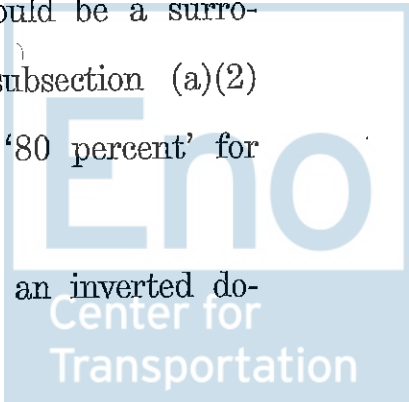 ould be a surro-
subsection (a)(2)
‘80 percent’ for
Eno
an inverted do-
Center for
Transportation